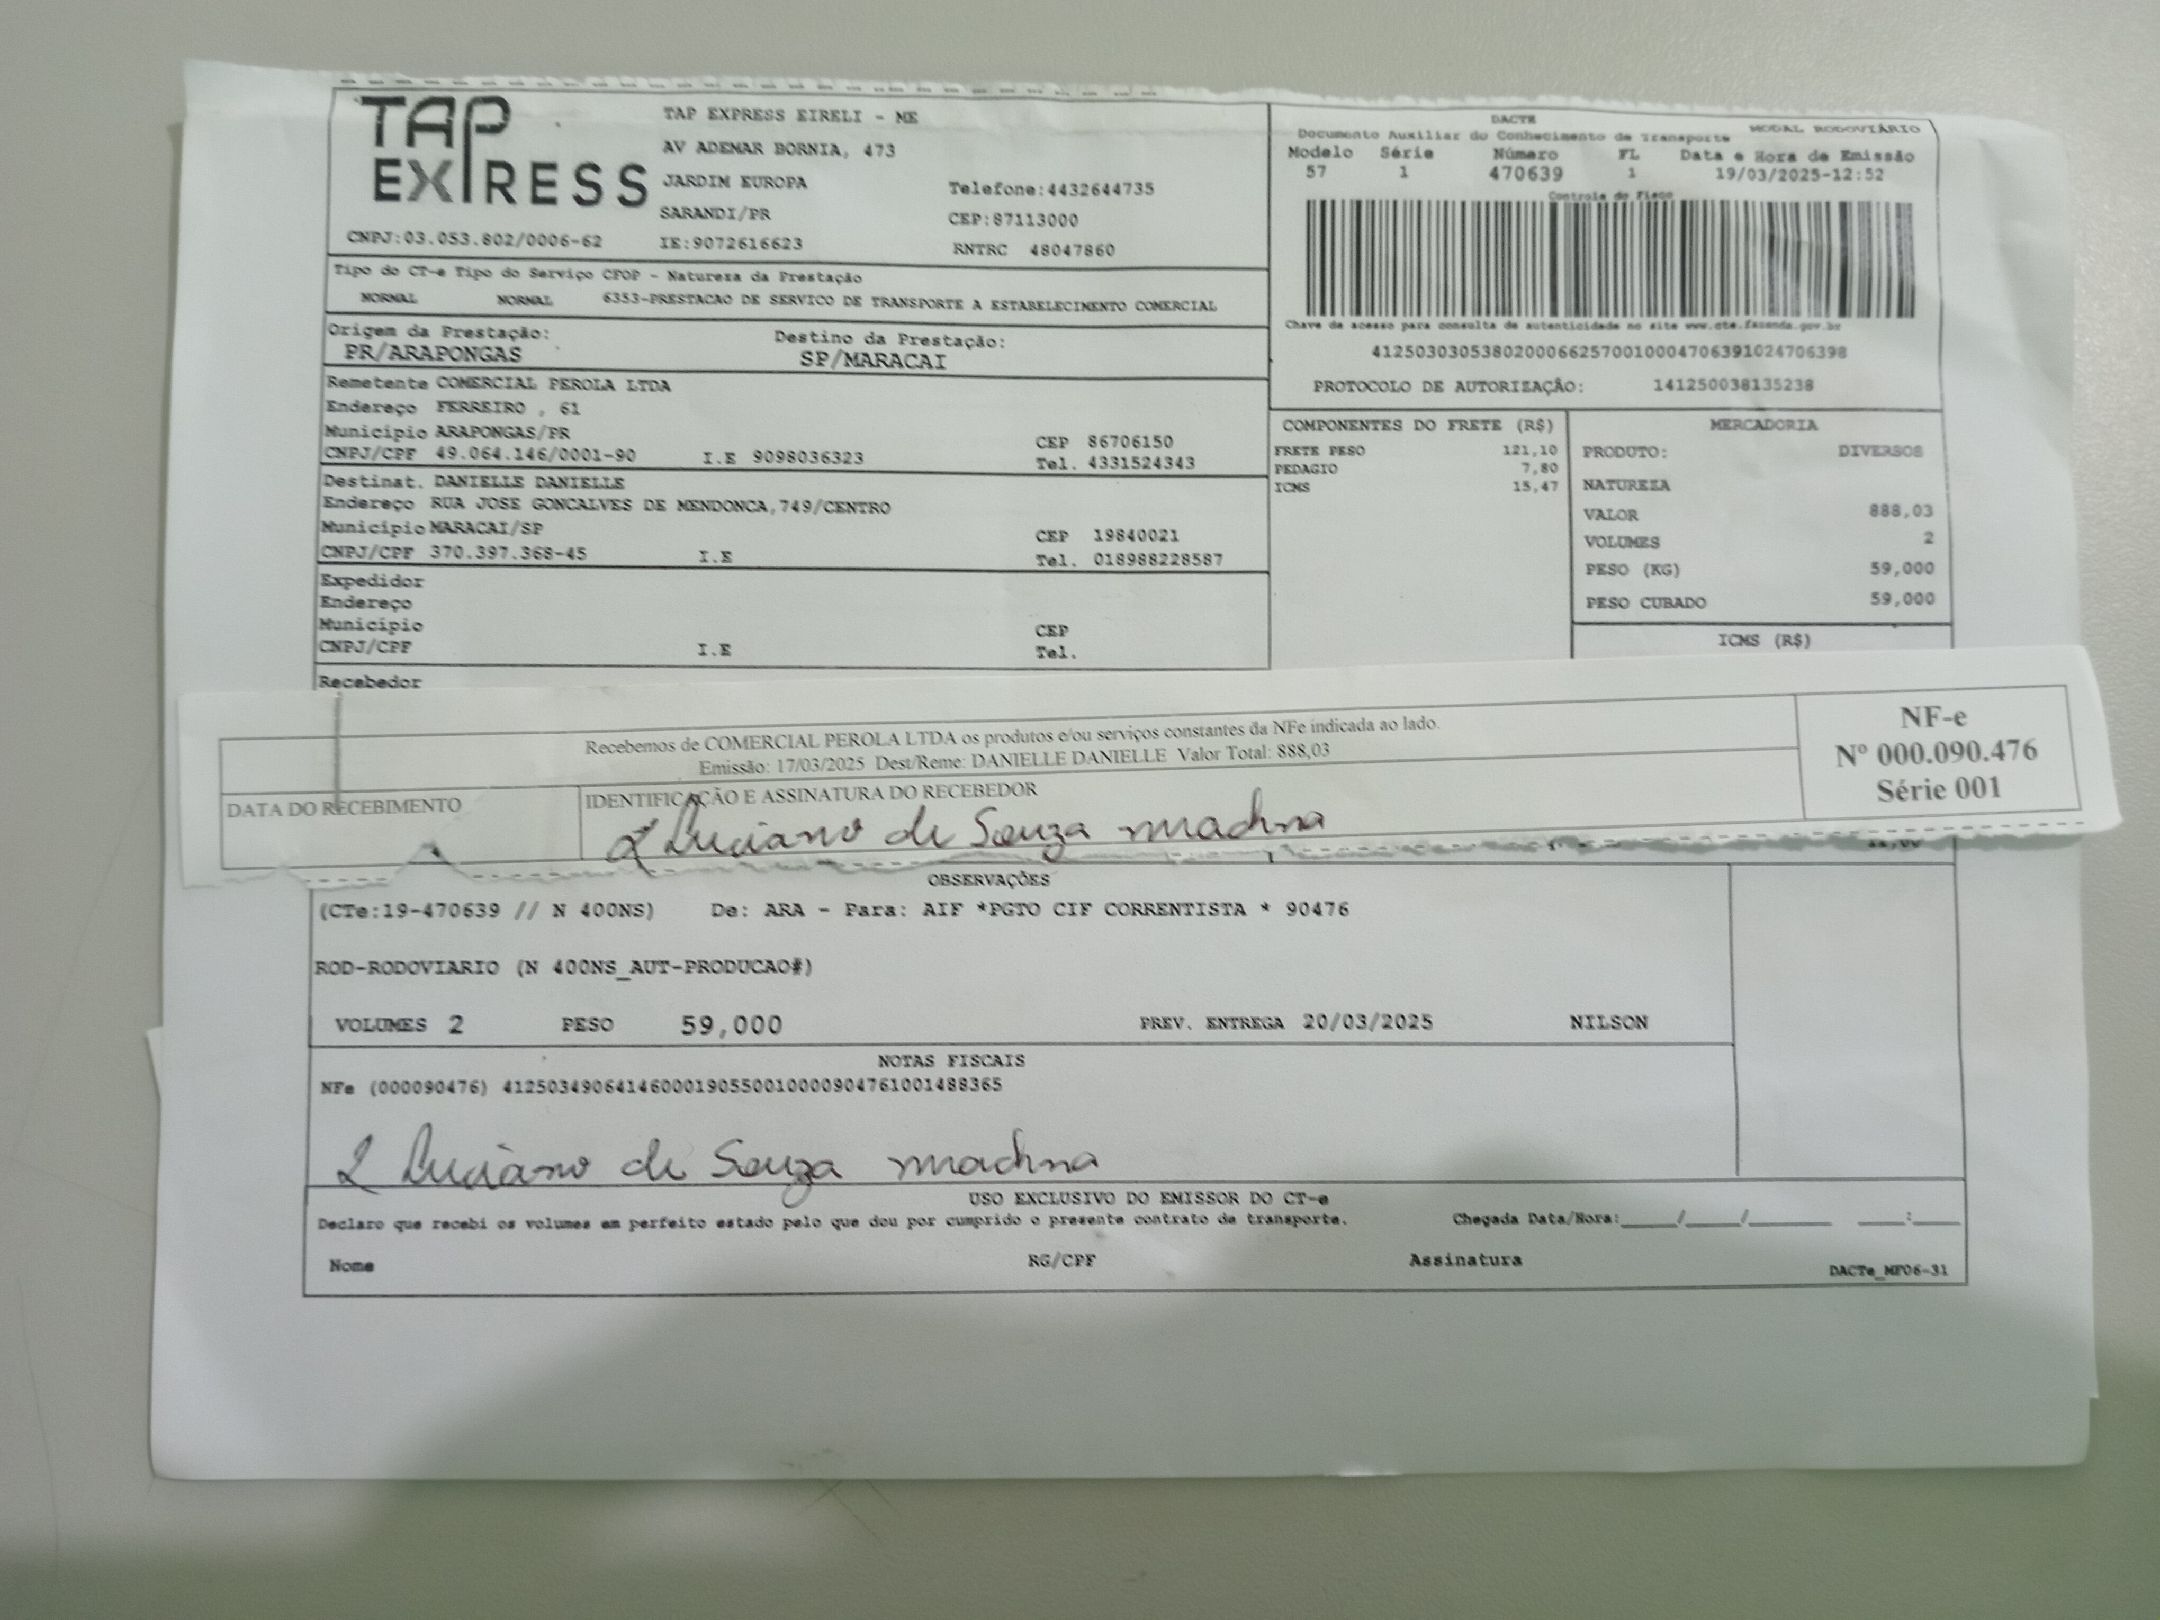 TAP EXPRESS
TAP EXPRESS EIRELI - ME
AV ADEMAR BORNIA, 473
JARDIM EUROPA
Telefone:4432644735
SARANDI/PR
CEP:87113000
CNPJ:03.053.802/0006-62
IE:9072616623
RNTRC 48047860
DACTE
Documento Auxiliar do Conhecimento de Transporte
MODAL RODOVIÁRIO
Modelo Série Número FL Data e Hora de Emissão
57 1 470639 1 19/03/2025-12:52
Controle do Fisco
Chave de acesso para consulta de autenticidade no site www.cte.fazenda.gov.br
41250303053802000662570010004706391024706398
PROTOCOLO DE AUTORIZAÇÃO: 141250038135238
Tipo do CT-e Tipo do Serviço CFOP - Natureza da Prestação
NORMAL NORMAL 6353-PRESTACAO DE SERVICO DE TRANSPORTE A ESTABELECIMENTO COMERCIAL
Origem da Prestação: Destino da Prestação:
PR/ARAPONGAS SP/MARACAI
Remetente COMERCIAL PEROLA LTDA
Endereço FERREIRO , 61
Município ARAPONGAS/PR CEP 86706150
CNPJ/CPF 49.064.146/0001-90 I.E 9098036323 Tel. 4331524343
Destinat. DANIELLE DANIELLE
Endereço RUA JOSE GONCALVES DE MENDONCA,749/CENTRO
Município MARACAI/SP CEP 19840021
CNPJ/CPF 370.397.368-45 I.E Tel. 018988228587
Expedidor
Endereço
Município CEP
CNPJ/CPF I.E Tel.
Recebedor
COMPONENTES DO FRETE (R$)
FRETE PESO 121,10
PEDAGIO 7,80
ICMS 15,47
MERCADORIA
PRODUTO: DIVERSOS
NATUREZA
VALOR 888,03
VOLUMES 2
PESO (KG) 59,000
PESO CUBADO 59,000
ICMS (R$)
Recebemos de COMERCIAL PEROLA LTDA os produtos e/ou serviços constantes da NFe indicada ao lado.
Emissão: 17/03/2025 Dest/Reme: DANIELLE DANIELLE Valor Total: 888,03
DATA DO RECEBIMENTO
IDENTIFICAÇÃO E ASSINATURA DO RECEBEDOR
Luciano de Souza
NF-e
Nº 000.090.476
Série 001
OBSERVAÇÕES
(CTe:19-470639 // N 400NS) De: ARA - Para: AIF *PGTO CIF CORRENTISTA * 90476
ROD-RODOVIARIO (N 400NS_AUT-PRODUCAO#)
VOLUMES 2 PESO 59,000 PREV. ENTREGA 20/03/2025 NILSON
NOTAS FISCAIS
NFe (000090476) 41250349064146000190550010000904761001488365
Luciano de Souza
USO EXCLUSIVO DO EMISSOR DO CT-e
Declaro que recebi os volumes em perfeito estado pelo que dou por cumprido o presente contrato de transporte. Chegada Data/Hora:____/____/______ ___:___
Nome RG/CPF Assinatura
DACTe_MF06-31